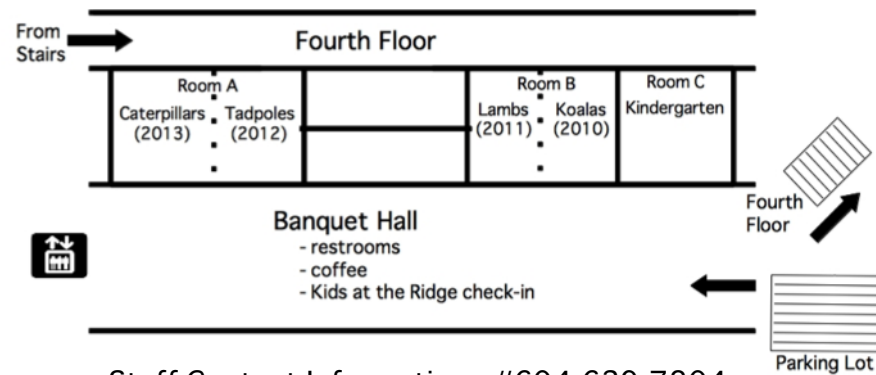 From
Stairs
Fourth Floor
Room A
Caterpillars
(2013)
Tadpoles
(2012)
Room B
Lambs
(2011)
Koalas
(2010)
Room C
Kindergarten
Fourth
Floor
Banquet Hall
- restrooms
- coffee
- Kids at the Ridge check-in
Parking Lot
Staff Contact Information